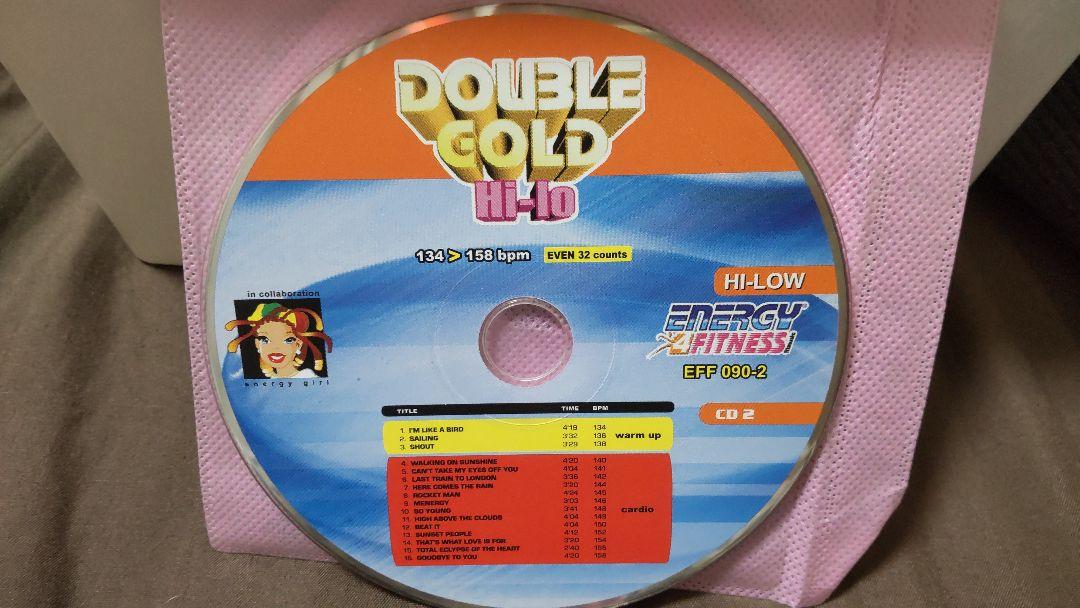 DOUBLE
GOLD
Hi-lo
134 > 158 bpm EVEN 32 counts
HI-LOW
in collaboration
energy girl
ENERGY
4 FITNESS
EFF 090-2
CD 2
TITLE TIME BPM
1. I'M LIKE A BIRD 4'19 134
2. SAILING 3'32 136
3. SHOUT 3'29 138
warm up
4. WALKING ON SUNSHINE 4'20 140
5. CAN'T TAKE MY EYES OFF YOU 4'04 141
6. LAST TRAIN TO LONDON 3'36 142
7. HERE COMES THE RAIN 3'20 144
8. ROCKET MAN 4'24 145
9. MENERGY 3'03 146
10. SO YOUNG 3'41 148
11. HIGH ABOVE THE CLOUDS 4'04 149
12. BEAT IT 4'04 150
13. SUNSET PEOPLE 4'12 152
14. THAT'S WHAT LOVE IS FOR 3'20 154
15. TOTAL ECLYPSE OF THE HEART 2'40 155
16. GOODBYE TO YOU 4'20 158
cardio